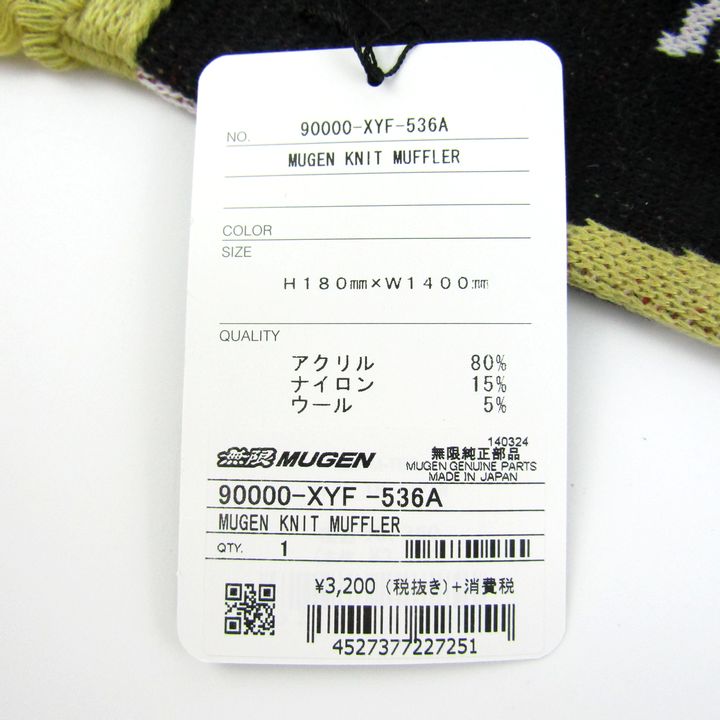 NO. 90000-XYF-536A
MUGEN KNIT MUFFLER
COLOR
SIZE
H180㎜×W1400㎜
QUALITY
アクリル 80%
ナイロン 15%
ウール 5%
140324
無限 MUGEN 無限純正部品
MUGEN GENUINE PARTS
MADE IN JAPAN
90000-XYF -536A
MUGEN KNIT MUFFLER
QTY. 1
¥3,200 (税抜き)+消費税
4527377227251